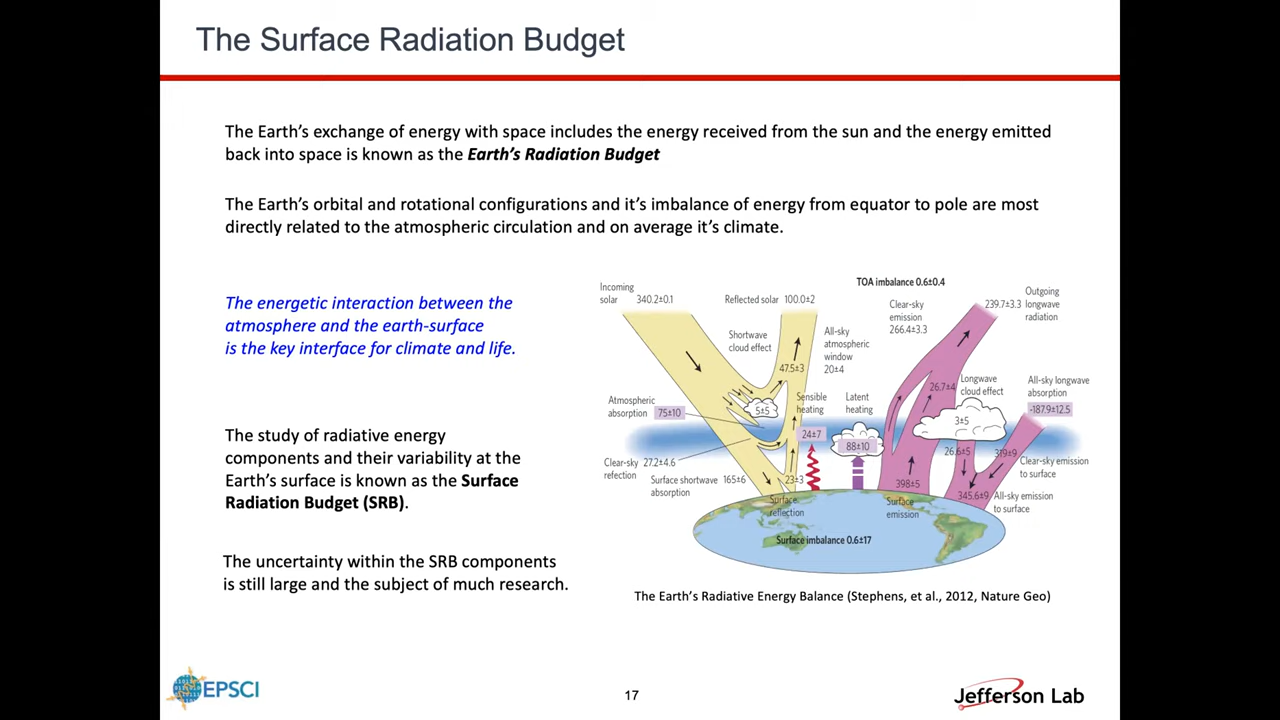 The Surface Radiation Budget
The Earth's exchange of energy with space includes the energy received from the sun and the energy emitted
back into space is known as the Earth's Radiation Budget
The Earth's orbital and rotational configurations and it's imbalance of energy from equator to pole are most
directly related to the atmospheric circulation and on average it's climate.
The energetic interaction between the
atmosphere and the earth-surface
is the key interface for climate and life.
The study of radiative energy
components and their variability at the
Earth's surface is known as the Surface
Radiation Budget (SRB).
The uncertainty within the SRB components
is still large and the subject of much research.
TOA imbalance 0.6±0.4
Incoming
solar 340.2±0.1
Reflected solar 100.0±2
Clear-sky
emission
266.4±3.3
239.7±3.3
Outgoing
longwave
radiation
Shortwave
cloud effect
47.5±3
All-sky
atmospheric
window
20±4
Atmospheric
absorption 75±10
5±5
Sensible
heating
24±7
Latent
heating
88±10
26.7±4
Longwave
cloud effect
3±5
All-sky longwave
absorption
-187.9±12.5
Clear-sky
refection 27.2±4.6
Surface shortwave
absorption 165±6
23±3
Surface
reflection
398±5
Surface
emission
26.6±5
319±9
Clear-sky emission
to surface
345.6±9
All-sky emission
to surface
Surface imbalance 0.6±17
The Earth's Radiative Energy Balance (Stephens, et al., 2012, Nature Geo)
EPSCI
17
Jefferson Lab